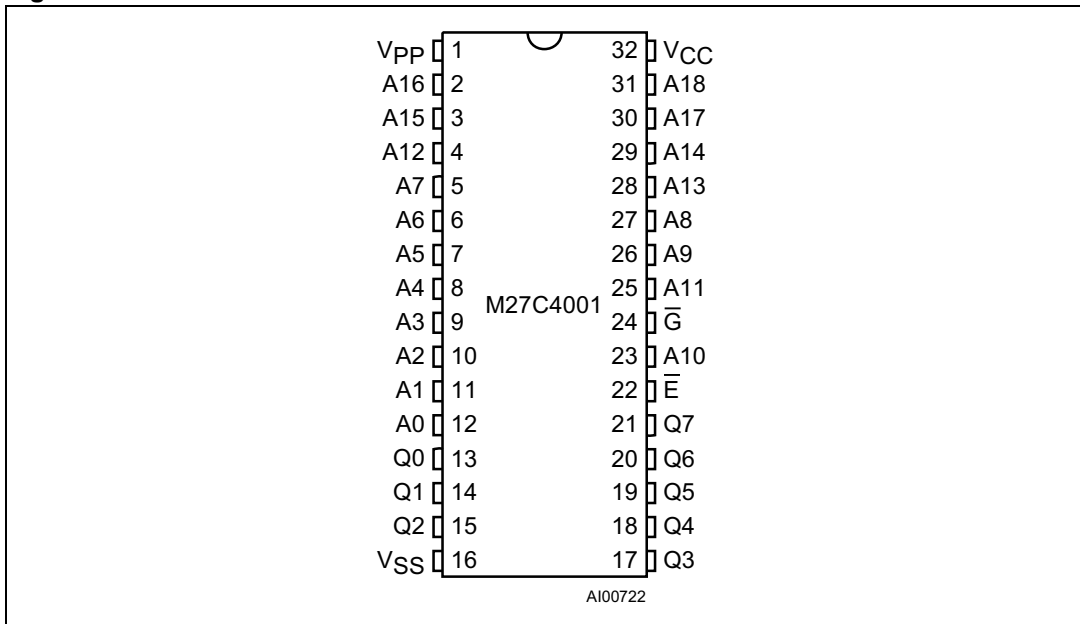 VPP 1 32 VCC
A16 2 31 A18
A15 3 30 A17
A12 4 29 A14
A7 5 28 A13
A6 6 27 A8
A5 7 26 A9
A4 8 25 A11
M27C4001
A3 9 24 G̅
A2 10 23 A10
A1 11 22 E̅
A0 12 21 Q7
Q0 13 20 Q6
Q1 14 19 Q5
Q2 15 18 Q4
VSS 16 17 Q3
AI00722